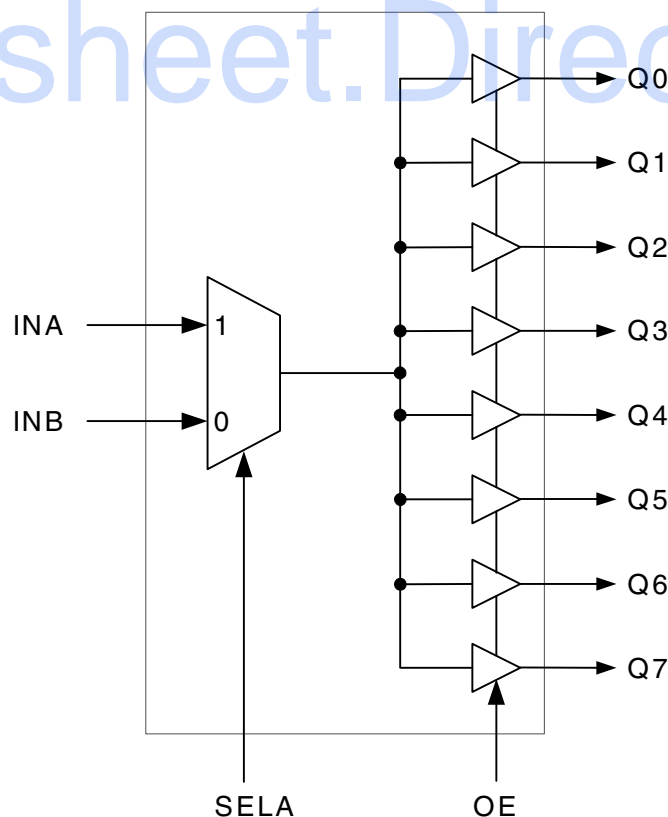 sheet.Direc
Q0
Q1
Q2
Q3
INA
1
INB
0
Q4
Q5
Q6
Q7
SELA
OE